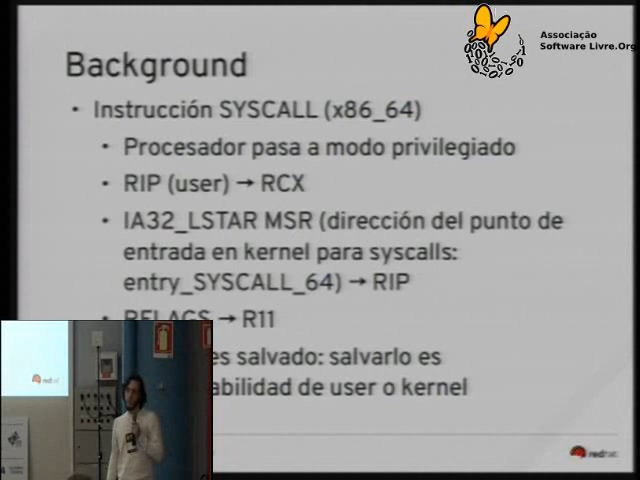 Associação
Software Livre.Org
Background
• Instrucción SYSCALL (x86_64)
• Procesador pasa a modo privilegiado
• RIP (user) → RCX
• IA32_LSTAR MSR (dirección del punto de
entrada en kernel para syscalls:
entry_SYSCALL_64) → RIP
• RFLAGS → R11
es salvado: salvarlo es
abilidad de user o kernel
redhat
redhat